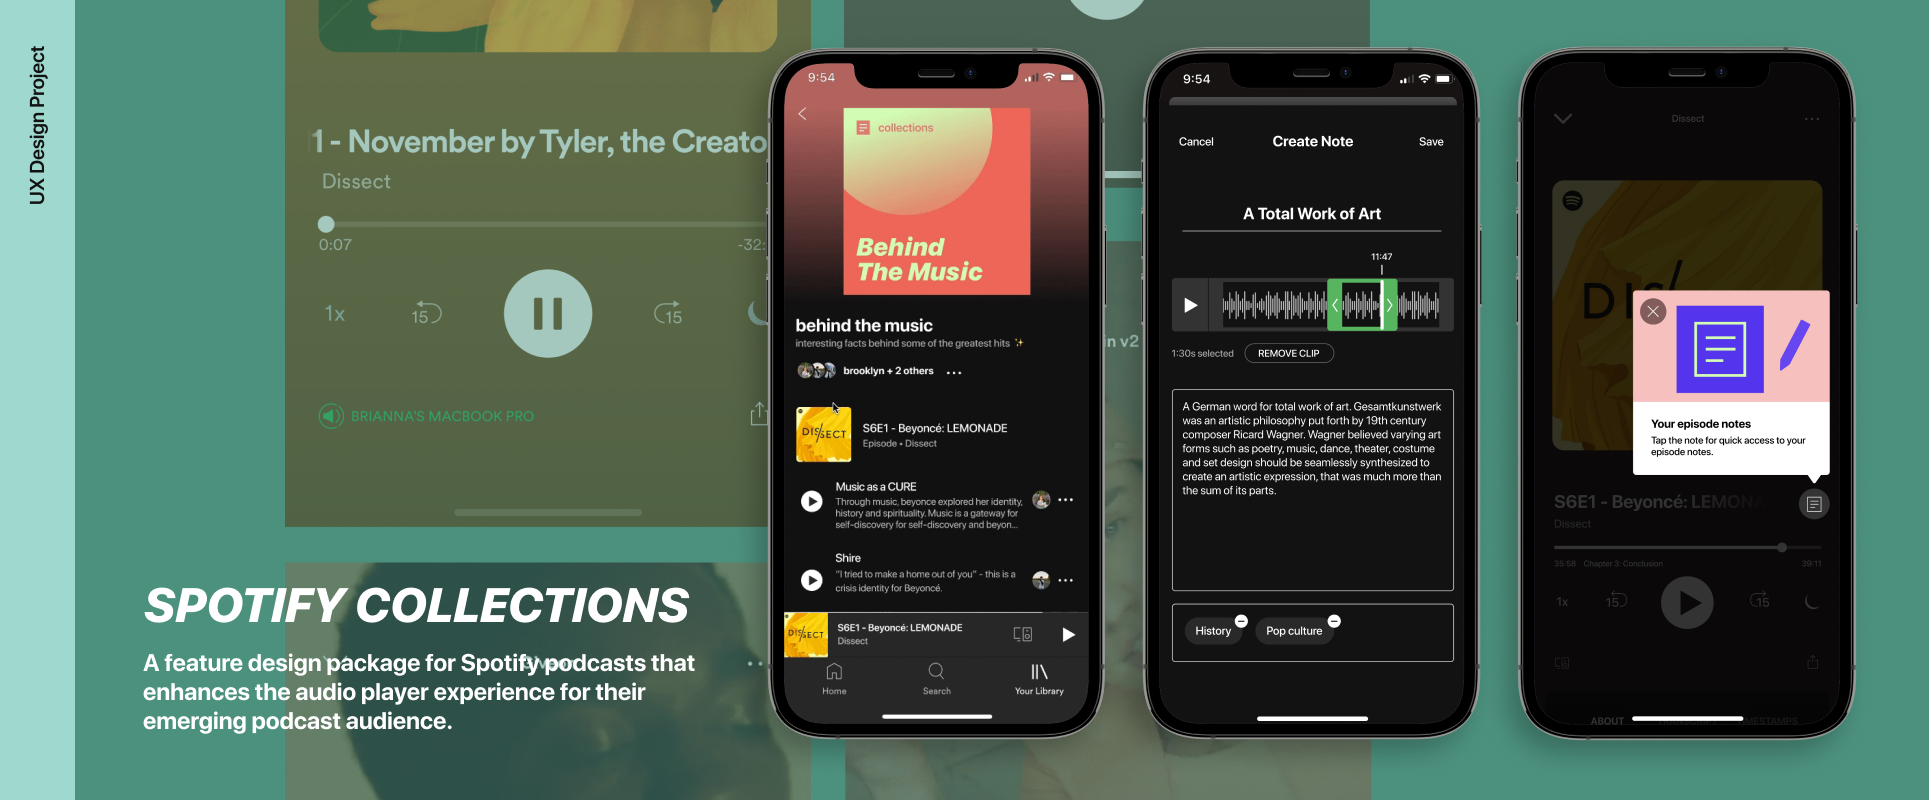 UX Design Project
1 - November by Tyler, the Creato
Dissect
0:07
-32:
1x
15
15
BRIANNA'S MACBOOK PRO
SPOTIFY COLLECTIONS
A feature design package for Spotify podcasts that
enhances the audio player experience for their
emerging podcast audience.
in v2
9:54
collections
Behind
The Music
behind the music
interesting facts behind some of the greatest hits ✨
brooklyn + 2 others
DISSECT
S6E1 - Beyoncé: LEMONADE
Episode • Dissect
Music as a CURE
Through music, beyonce explored her identity,
history and spirituality. Music is a gateway for
self-discovery for self-discovery and beyon...
Shire
"I tried to make a home out of you" - this is a
crisis identity for Beyoncé.
DISSECT
S6E1 - Beyoncé: LEMONADE
Dissect
Home
Search
Your Library
9:54
Cancel
Create Note
Save
A Total Work of Art
11:47
1:30s selected
REMOVE CLIP
A German word for total work of art. Gesamtkunstwerk
was an artistic philosophy put forth by 19th century
composer Ricard Wagner. Wagner believed varying art
forms such as poetry, music, dance, theater, costume
and set design should be seamlessly synthesized to
create an artistic expression, that was much more than
the sum of its parts.
History
Pop culture
Dissect
DIS/
Your episode notes
Tap the note for quick access to your
episode notes.
S6E1 - Beyoncé: LEMONA
Dissect
35:58
Chapter 3: Conclusion
39:11
1x
15
15
ABOUT
MESTAMPS